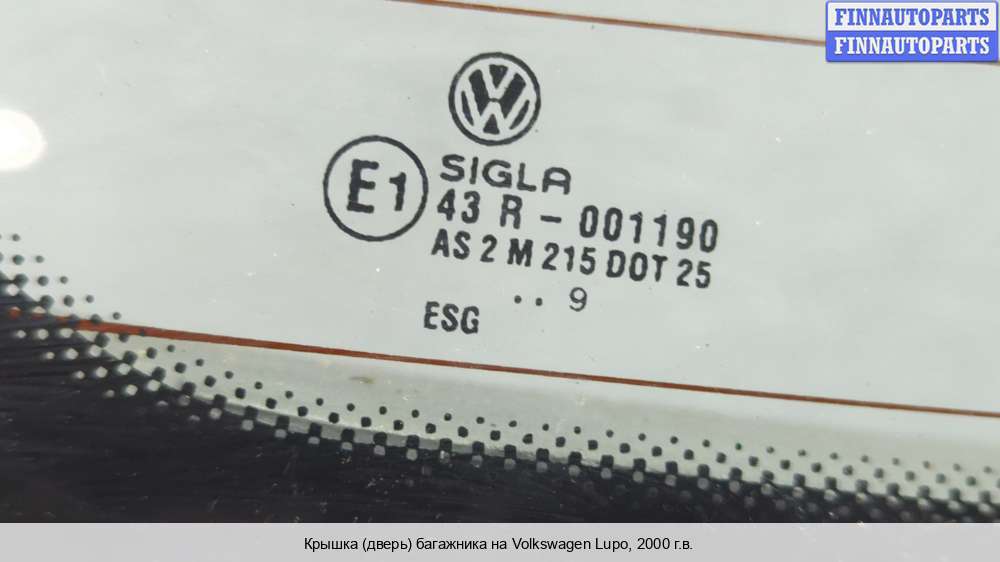 FINNAUTOPARTS
FINNAUTOPARTS
VW
SIGLA
E1
43 R - 001190
AS 2 M 215 DOT 25
.. 9
ESG
Крышка (дверь) багажника на Volkswagen Lupo, 2000 г.в.